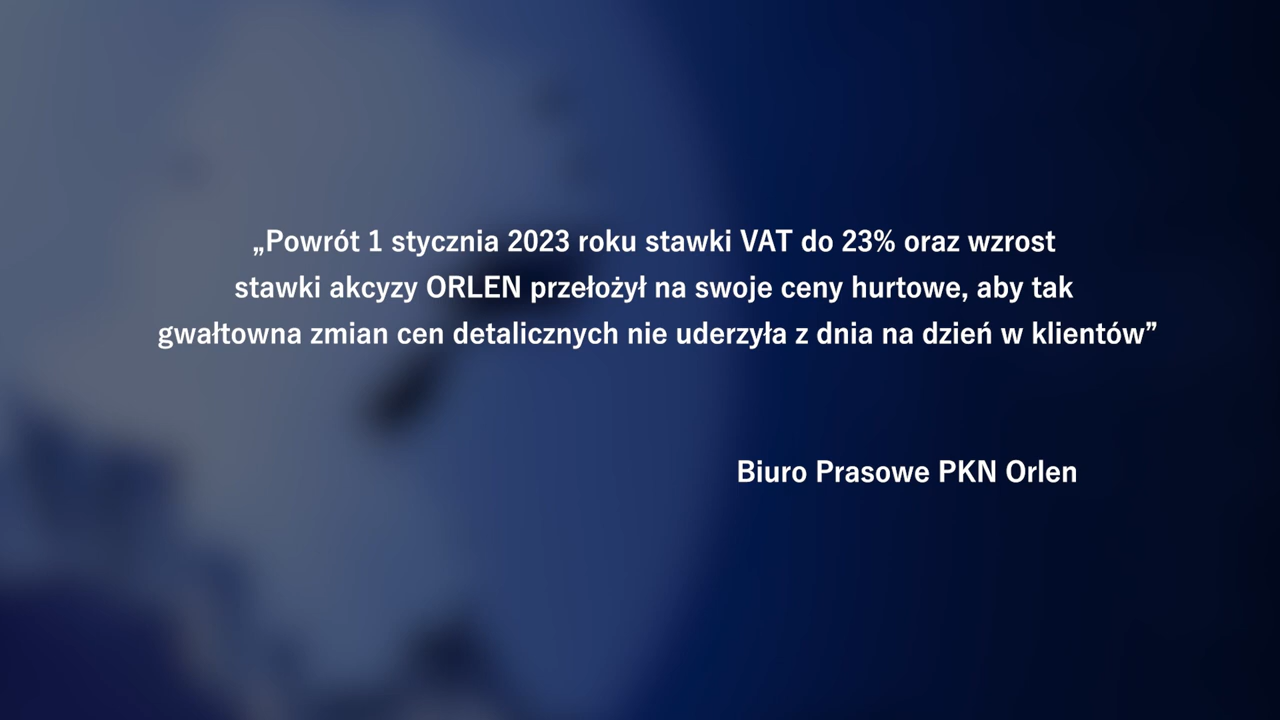 „Powrót 1 stycznia 2023 roku stawki VAT do 23% oraz wzrost
stawki akcyzy ORLEN przełożył na swoje ceny hurtowe, aby tak
gwałtowna zmian cen detalicznych nie uderzyła z dnia na dzień w klientów”
Biuro Prasowe PKN Orlen